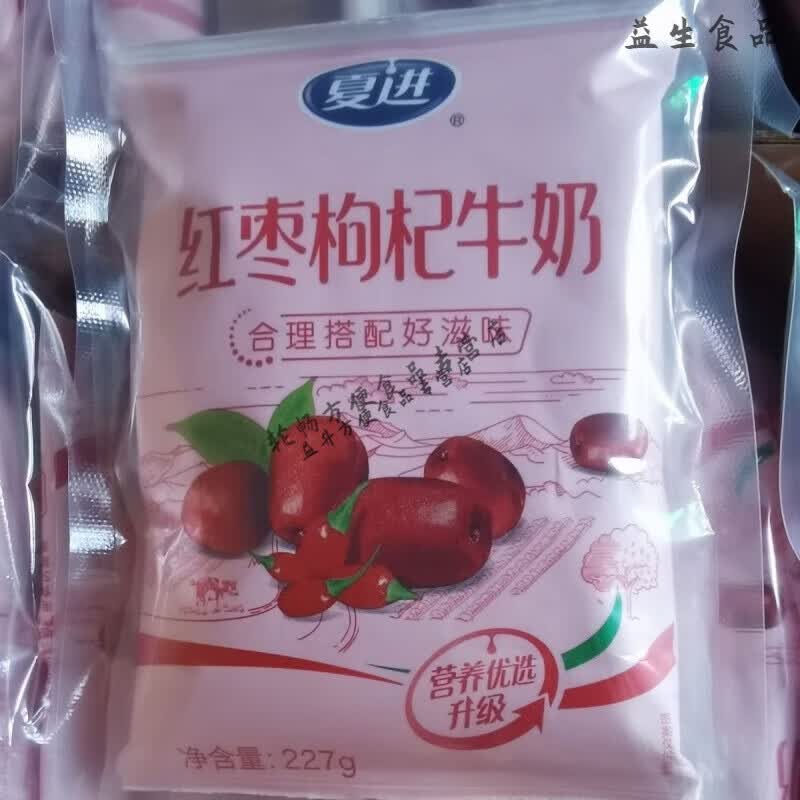 益生食品
夏进
®
红枣枸杞牛奶
合理搭配好滋味
营养优选
升级
净含量: 227g